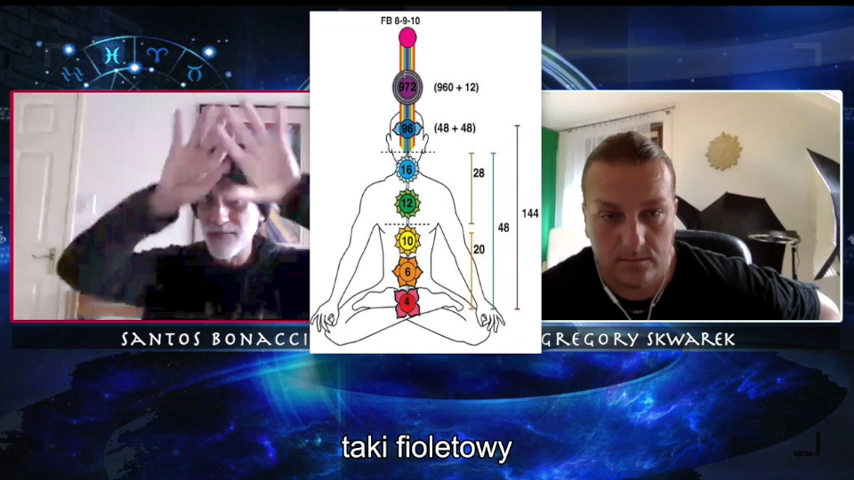 FB 8-9-10
972
(960 + 12)
96
(48 + 48)
16
28
12
144
48
10
20
6
4
SANTOS BONACCI
GREGORY SKWAREK
taki fioletowy